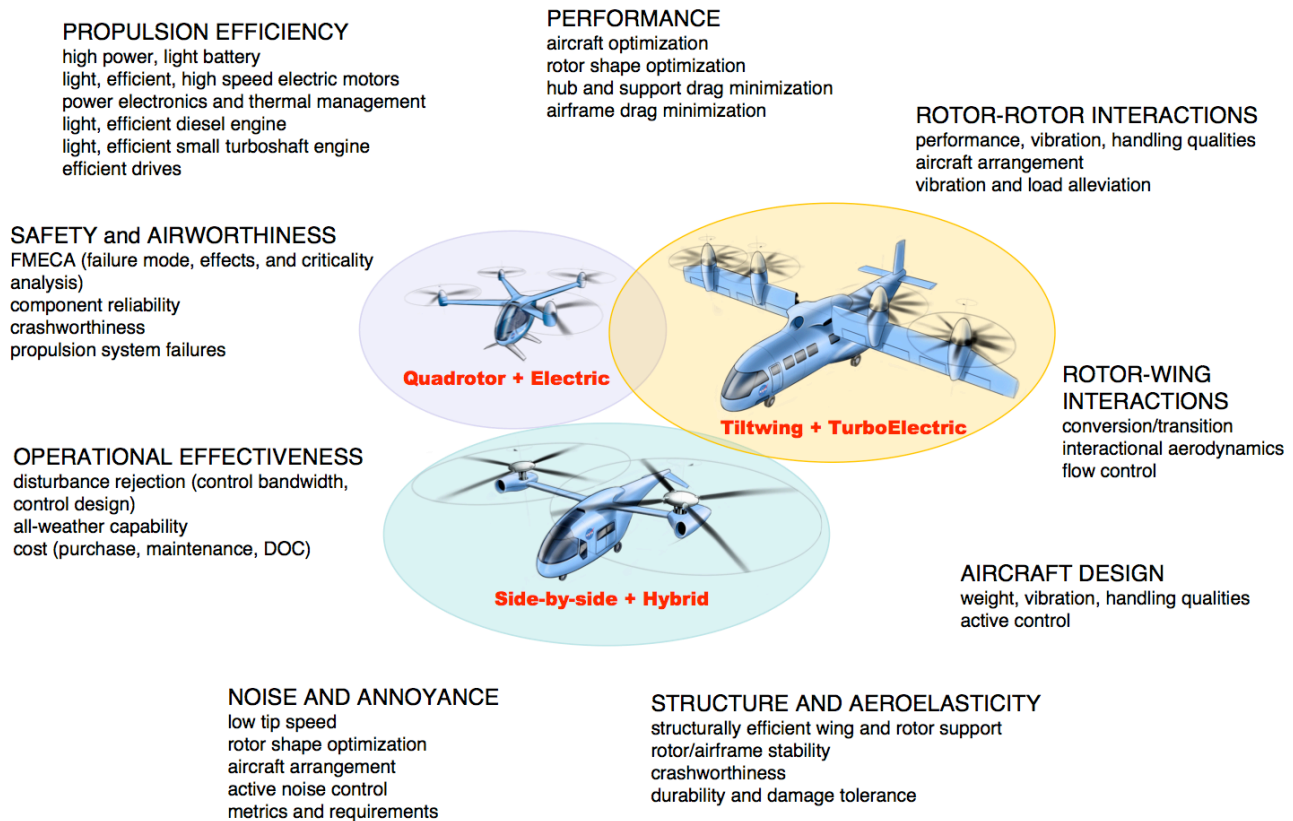 PROPULSION EFFICIENCY
high power, light battery
light, efficient, high speed electric motors
power electronics and thermal management
light, efficient diesel engine
light, efficient small turboshaft engine
efficient drives
PERFORMANCE
aircraft optimization
rotor shape optimization
hub and support drag minimization
airframe drag minimization
ROTOR-ROTOR INTERACTIONS
performance, vibration, handling qualities
aircraft arrangement
vibration and load alleviation
SAFETY and AIRWORTHINESS
FMECA (failure mode, effects, and criticality
analysis)
component reliability
crashworthiness
propulsion system failures
Quadrotor + Electric
Tiltwing + TurboElectric
ROTOR-WING
INTERACTIONS
conversion/transition
interactional aerodynamics
flow control
OPERATIONAL EFFECTIVENESS
disturbance rejection (control bandwidth,
control design)
all-weather capability
cost (purchase, maintenance, DOC)
Side-by-side + Hybrid
AIRCRAFT DESIGN
weight, vibration, handling qualities
active control
NOISE AND ANNOYANCE
low tip speed
rotor shape optimization
aircraft arrangement
active noise control
metrics and requirements
STRUCTURE AND AEROELASTICITY
structurally efficient wing and rotor support
rotor/airframe stability
crashworthiness
durability and damage tolerance